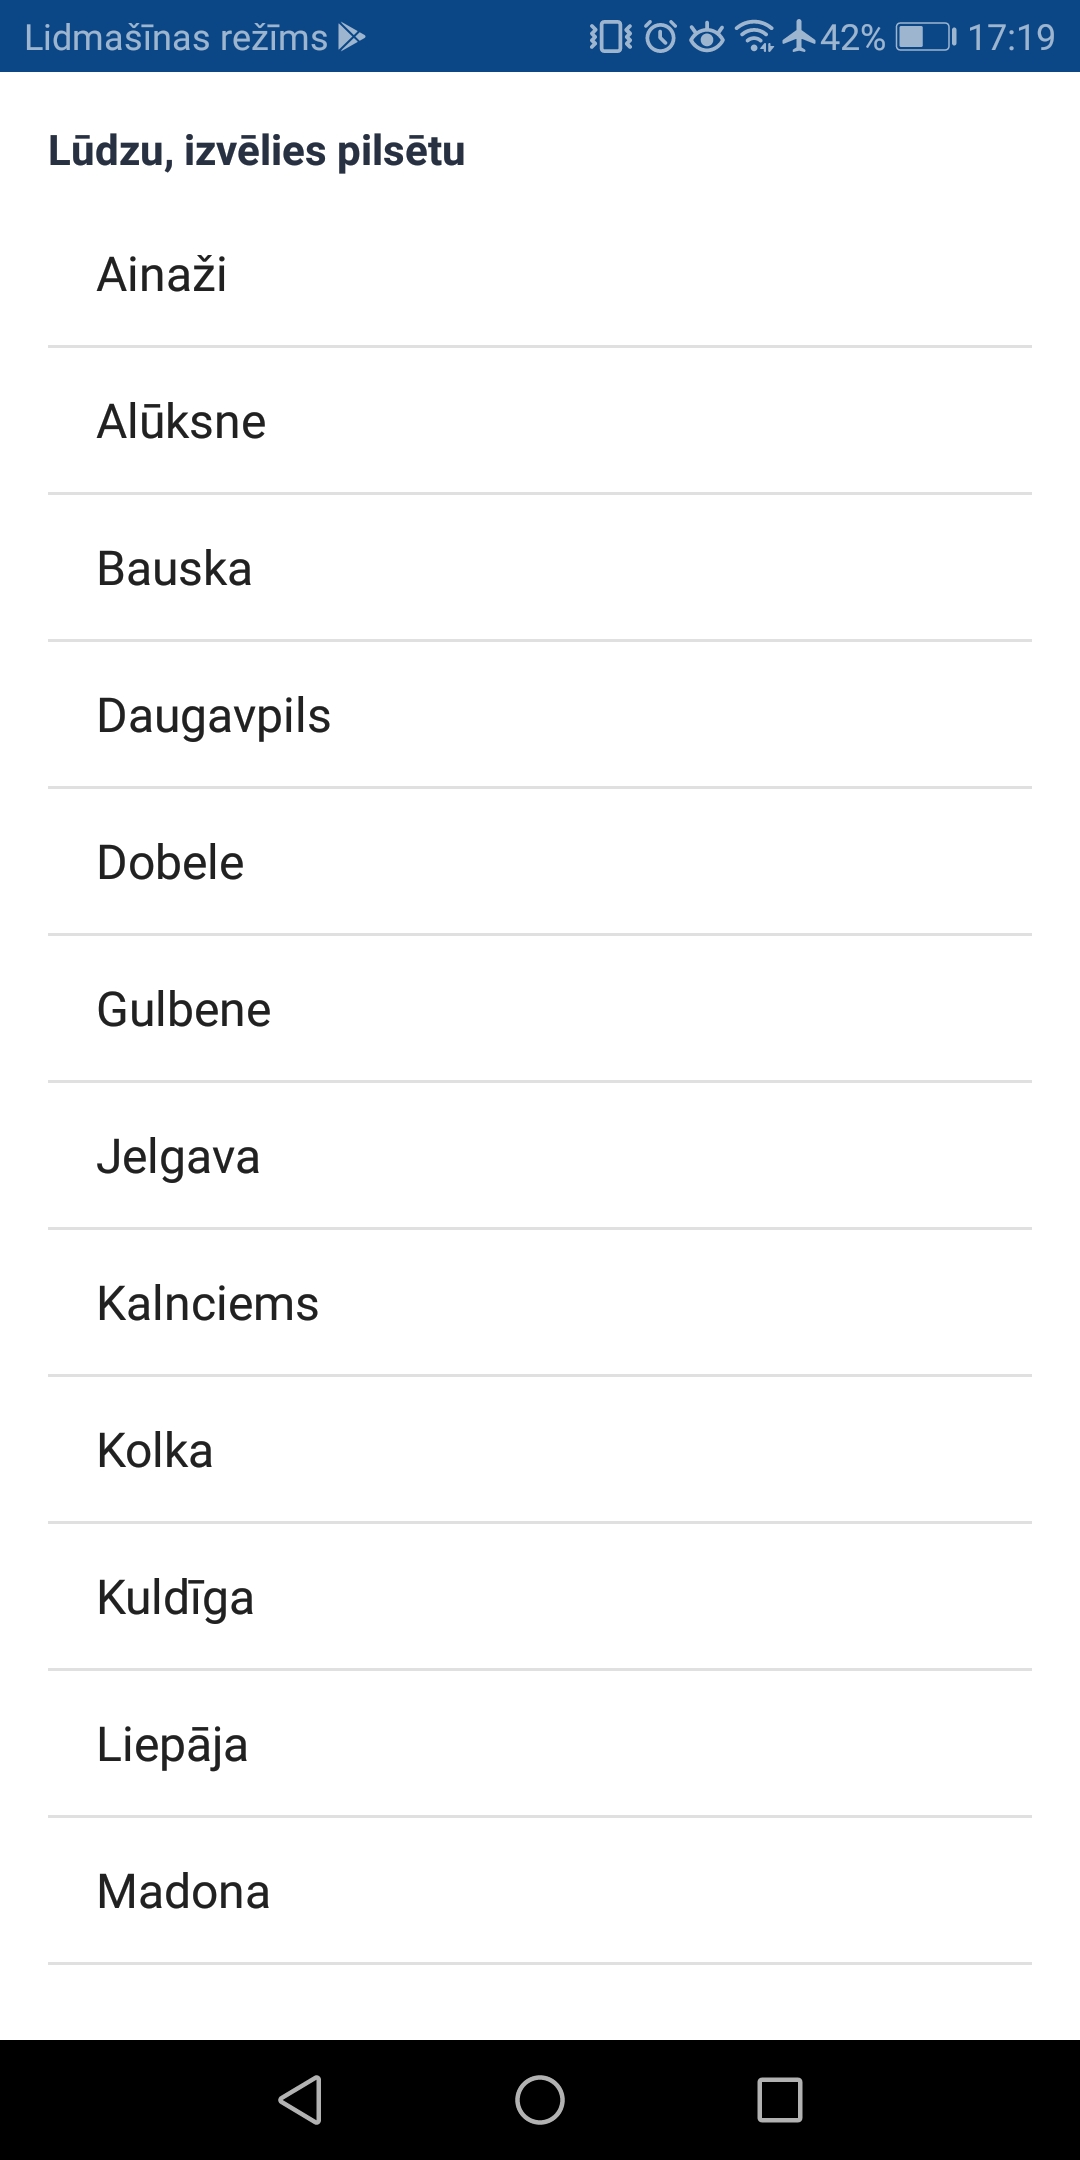 Lidmašīnas režīms 42% 17:19
Lūdzu, izvēlies pilsētu
Ainaži
Alūksne
Bauska
Daugavpils
Dobele
Gulbene
Jelgava
Kalnciems
Kolka
Kuldīga
Liepāja
Madona